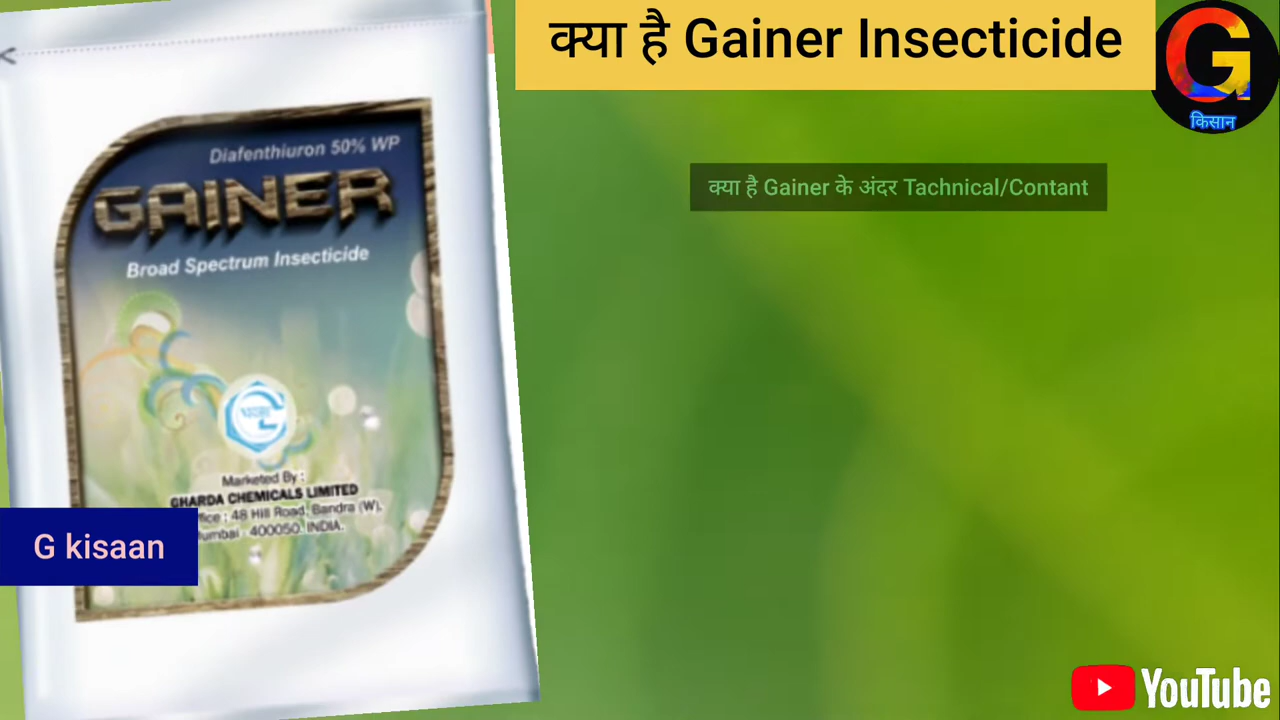 क्या है Gainer Insecticide
किसान
क्या है Gainer के अंदर Tachnical/Contant
Diafenthiuron 50% WP
GAINER
Broad Spectrum Insecticide
घरडा
Marketed By :
GHARDA CHEMICALS LIMITED
: 48 Hill Road, Bandra (W),
400050. INDIA.
G kisaan
YouTube